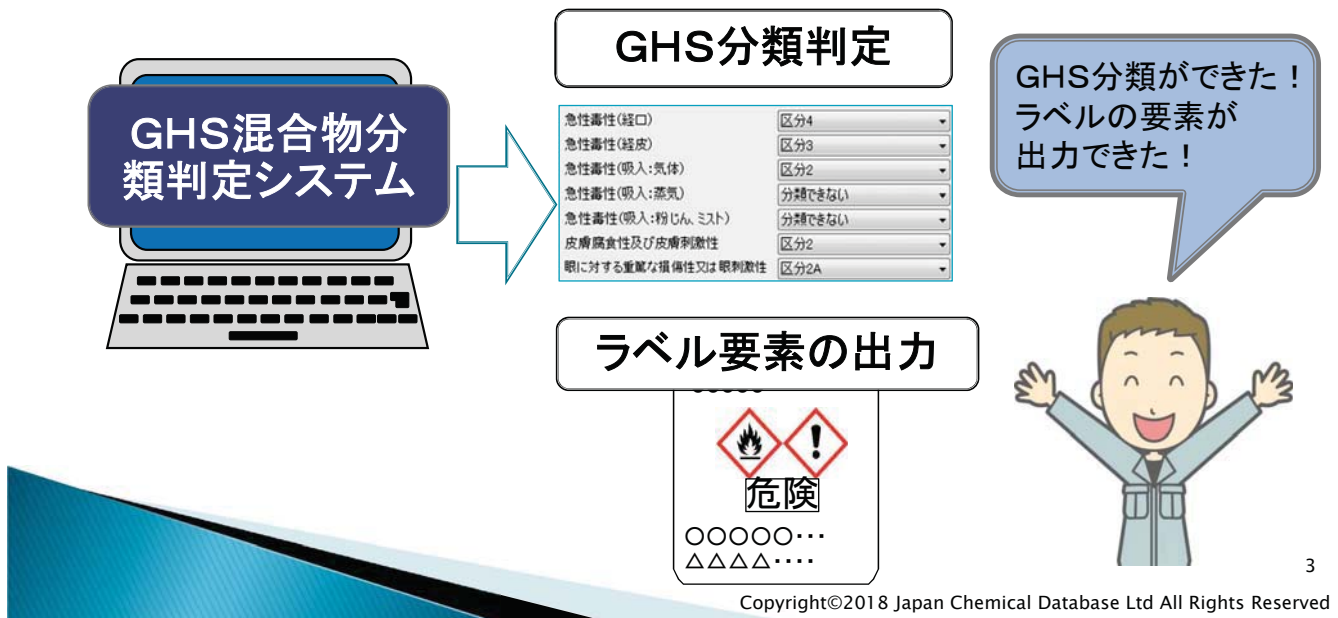 GHS混合物分
類判定システム
GHS分類判定
急性毒性(経口) 区分4
急性毒性(経皮) 区分3
急性毒性(吸入:気体) 区分2
急性毒性(吸入:蒸気) 分類できない
急性毒性(吸入:粉じん、ミスト) 分類できない
皮膚腐食性及び皮膚刺激性 区分2
眼に対する重篤な損傷性又は眼刺激性 区分2A
GHS分類ができた!
ラベルの要素が
出力できた!
ラベル要素の出力
危険
○○○○○・・・
△△△△・・・・
3
Copyright©2018 Japan Chemical Database Ltd All Rights Reserved